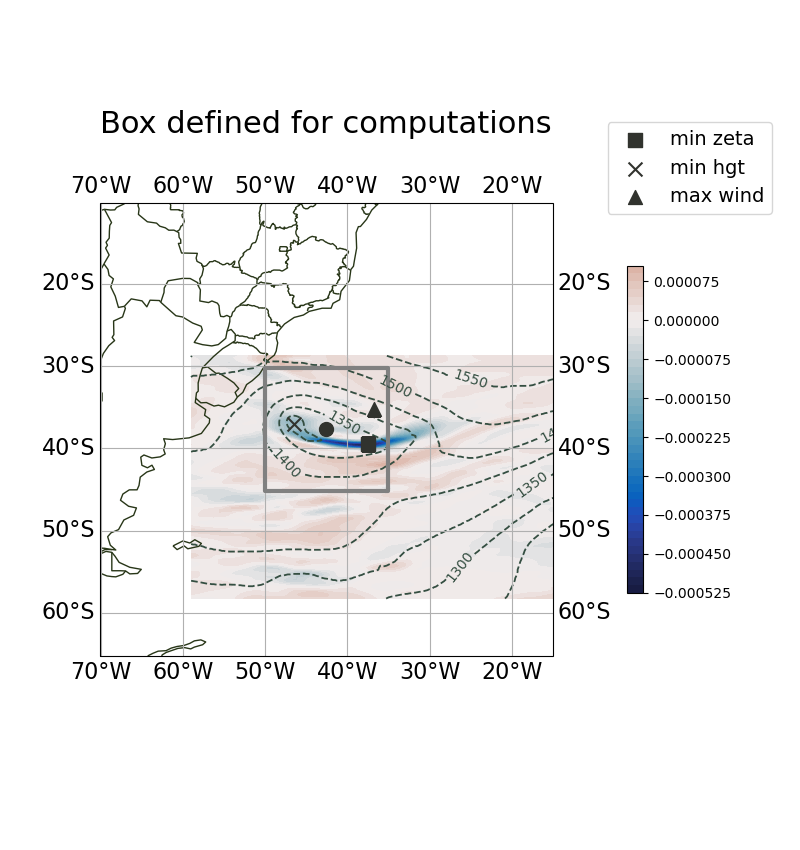 Box defined for computations
min zeta
min hgt
max wind
70°W 60°W 50°W 40°W 30°W 20°W
0.000075
20°S 20°S
0.000000
−0.000075
30°S 30°S
1550
1500
−0.000150
1350
−0.000225
40°S 40°S
14
1400
−0.000300
1350
−0.000375
50°S 50°S
−0.000450
1300
−0.000525
60°S 60°S
70°W 60°W 50°W 40°W 30°W 20°W